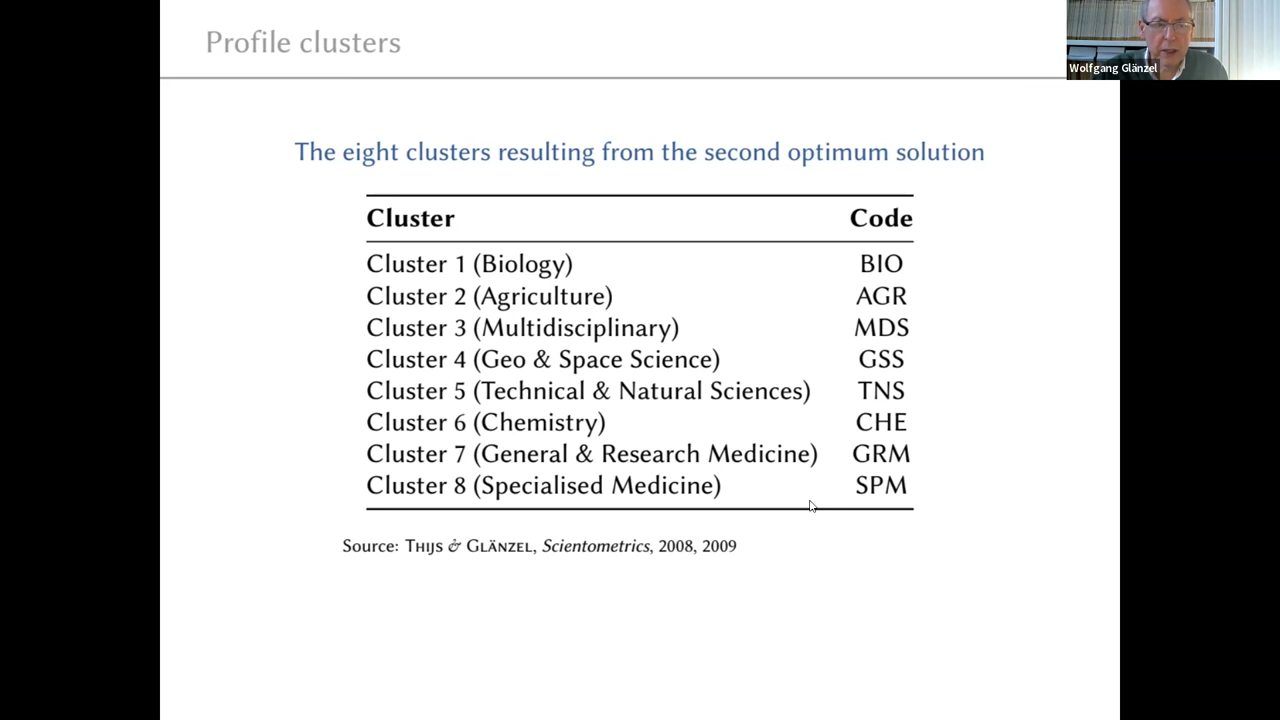 Profile clusters
Wolfgang Glänzel
The eight clusters resulting from the second optimum solution
Cluster Code
Cluster 1 (Biology) BIO
Cluster 2 (Agriculture) AGR
Cluster 3 (Multidisciplinary) MDS
Cluster 4 (Geo & Space Science) GSS
Cluster 5 (Technical & Natural Sciences) TNS
Cluster 6 (Chemistry) CHE
Cluster 7 (General & Research Medicine) GRM
Cluster 8 (Specialised Medicine) SPM
Source: Thijs & Glänzel, Scientometrics, 2008, 2009